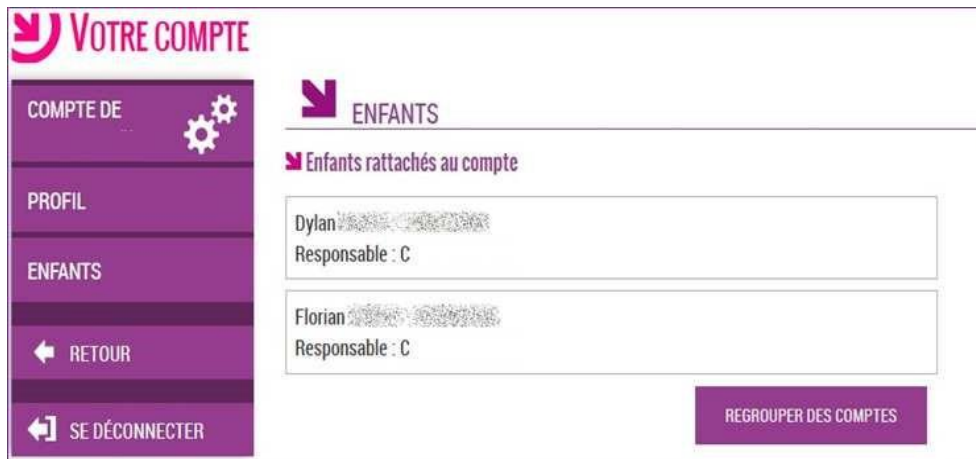 VOTRE COMPTE
COMPTE DE
PROFIL
ENFANTS
RETOUR
SE DÉCONNECTER
ENFANTS
Enfants rattachés au compte
Dylan
Responsable : C
Florian
Responsable : C
REGROUPER DES COMPTES